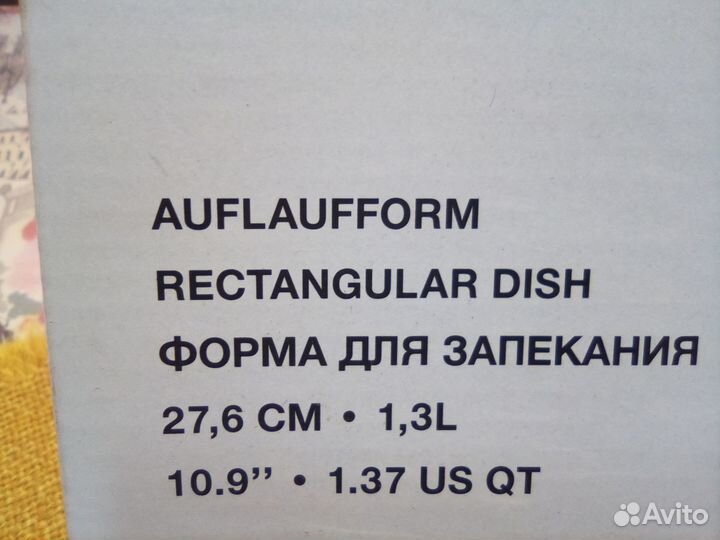 AUFLAUFFORM
RECTANGULAR DISH
ФОРМА ДЛЯ ЗАПЕКАНИЯ
27,6 CM • 1,3L
10.9’’ • 1.37 US QT
Avito